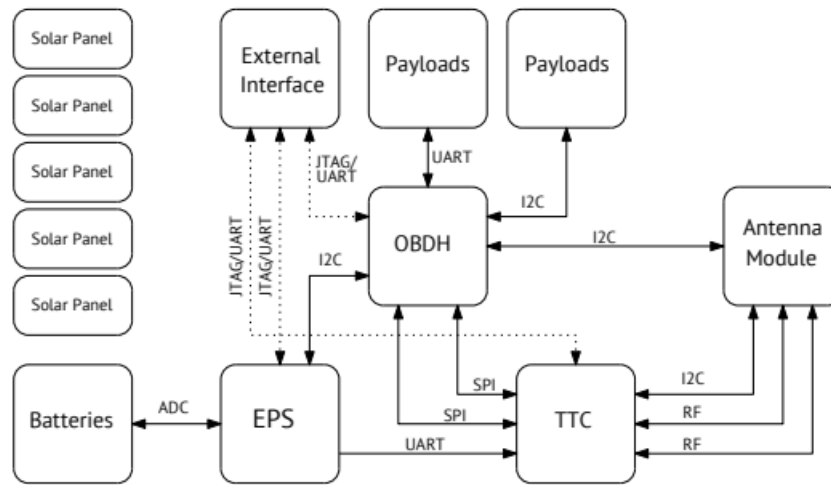 Solar Panel
Solar Panel
Solar Panel
Solar Panel
Solar Panel
External
Interface
Payloads
Payloads
JTAG/
UART
UART
I2C
OBDH
I2C
Antenna
Module
JTAG/UART
JTAG/UART
I2C
SPI
SPI
I2C
RF
RF
Batteries
ADC
EPS
UART
TTC